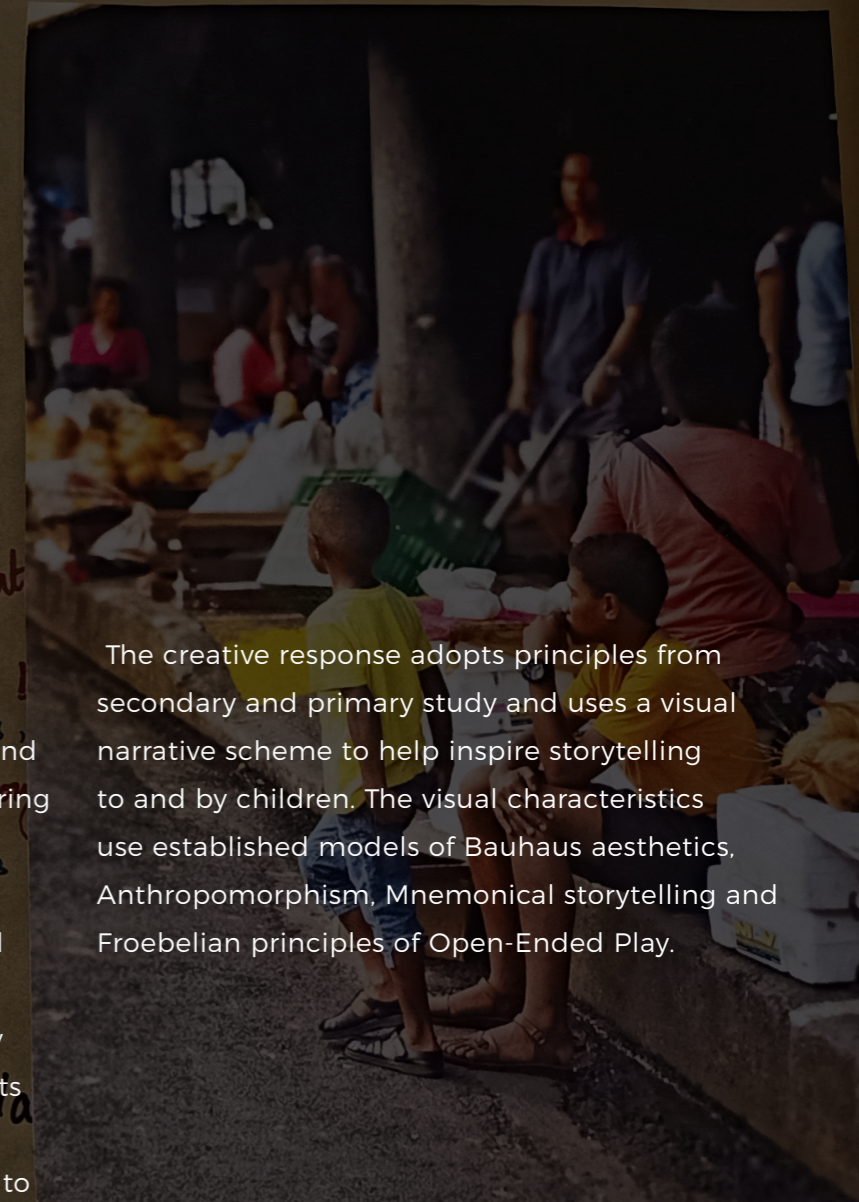 The creative response adopts principles from
secondary and primary study and uses a visual
narrative scheme to help inspire storytelling
to and by children. The visual characteristics
use established models of Bauhaus aesthetics,
Anthropomorphism, Mnemonical storytelling and
Froebelian principles of Open-Ended Play.
to